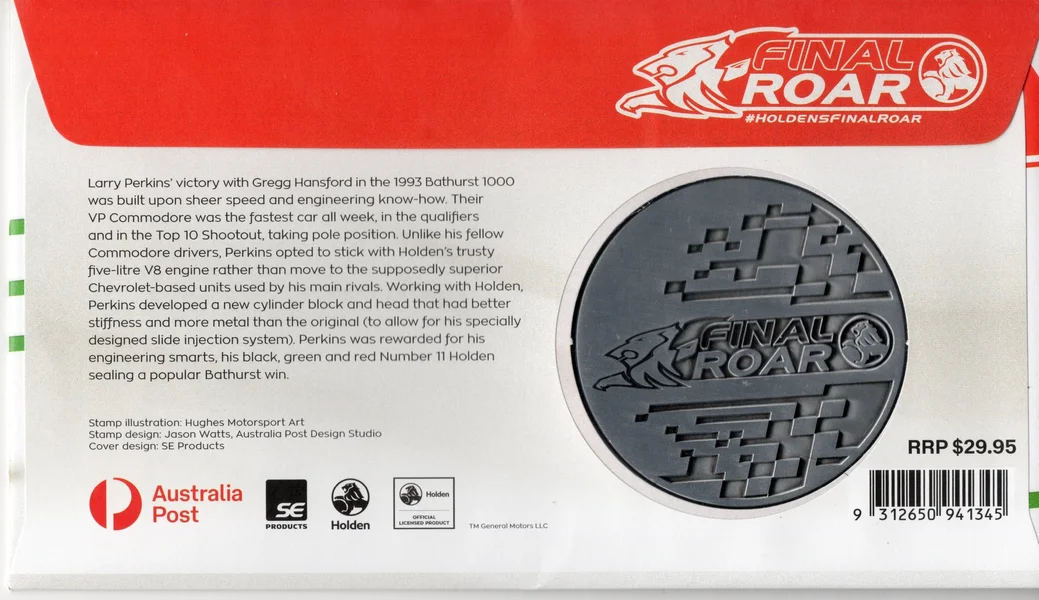 FINAL
ROAR
#HOLDENSFINALROAR
Larry Perkins' victory with Gregg Hansford in the 1993 Bathurst 1000
was built upon sheer speed and engineering know-how. Their
VP Commodore was the fastest car all week, in the qualifiers
and in the Top 10 Shootout, taking pole position. Unlike his fellow
Commodore drivers, Perkins opted to stick with Holden's trusty
five-litre V8 engine rather than move to the supposedly superior
Chevrolet-based units used by his main rivals. Working with Holden,
Perkins developed a new cylinder block and head that had better
stiffness and more metal than the original (to allow for his specially
designed slide injection system). Perkins was rewarded for his
engineering smarts, his black, green and red Number 11 Holden
sealing a popular Bathurst win.
FINAL
ROAR
Stamp illustration: Hughes Motorsport Art
Stamp design: Jason Watts, Australia Post Design Studio
Cover design: SE Products
RRP $29.95
9 312650 941345
Australia
Post
SE
PRODUCTS
Holden
Holden
OFFICIAL
LICENSED PRODUCT
TM General Motors LLC